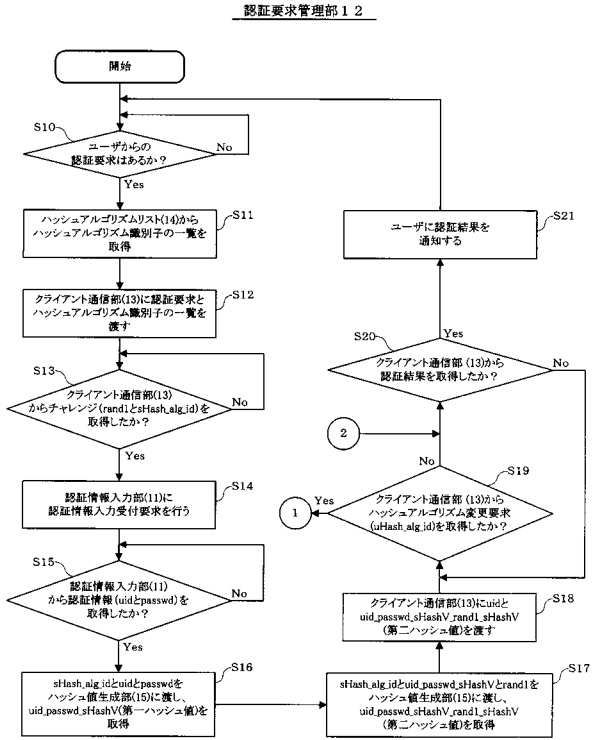 認証要求管理部12
開始
S10
ユーザからの
認証要求はあるか？
No
Yes
ハッシュアルゴリズムリスト(14)から
ハッシュアルゴリズム識別子の一覧を
取得
S11
クライアント通信部(13)に認証要求と
ハッシュアルゴリズム識別子の一覧を
渡す
S12
S13
クライアント通信部(13)
からチャレンジ(rand1とsHash_alg_id)を
取得したか？
No
Yes
認証情報入力部(11)に
認証情報入力受付要求を行う
S14
S15
認証情報入力部(11)
から認証情報(uidとpasswd)を
取得したか？
No
Yes
sHash_alg_idとuidとpasswdを
ハッシュ値生成部(15)に渡し、
uid_passwd_sHashV(第一ハッシュ値)を
取得
S16
sHash_alg_idとuid_passwd_sHashVとrand1を
ハッシュ値生成部(15)に渡し、
uid_passwd_sHashV_rand1_sHashV
(第二ハッシュ値)を取得
S17
クライアント通信部(13)にuidと
uid_passwd_sHashV_rand1_sHashV
(第二ハッシュ値)を渡す
S18
クライアント通信部(13)から
ハッシュアルゴリズム変更要求
(uHash_alg_id)を取得したか？
S19
Yes
1
No
2
S20
クライアント通信部(13)から
認証結果を取得したか？
No
Yes
ユーザに認証結果を
通知する
S21